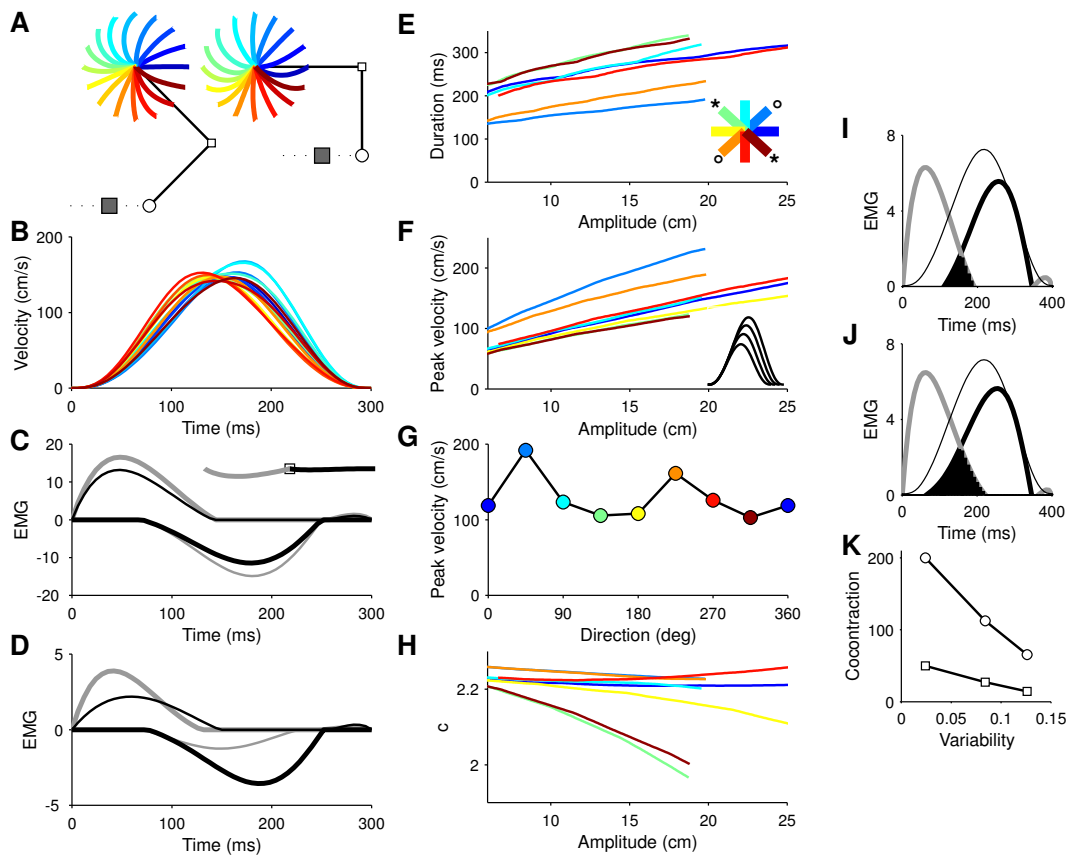 A
B
200
100
0
Velocity (cm/s)
0 100 200 300
Time (ms)
C
20
10
0
-10
-20
EMG
0 100 200 300
Time (ms)
D
5
0
-5
EMG
0 100 200 300
Time (ms)
E
300
200
100
0
Duration (ms)
* o
o *
10 15 20 25
Amplitude (cm)
F
200
100
0
Peak velocity (cm/s)
10 15 20 25
Amplitude (cm)
G
200
100
0
Peak velocity (cm/s)
0 90 180 270 360
Direction (deg)
H
2.2
2
c
10 15 20 25
Amplitude (cm)
I
8
4
0
EMG
0 200 400
Time (ms)
J
8
4
0
EMG
0 200 400
Time (ms)
K
200
100
0
Cocontraction
0 0.05 0.1 0.15
Variability